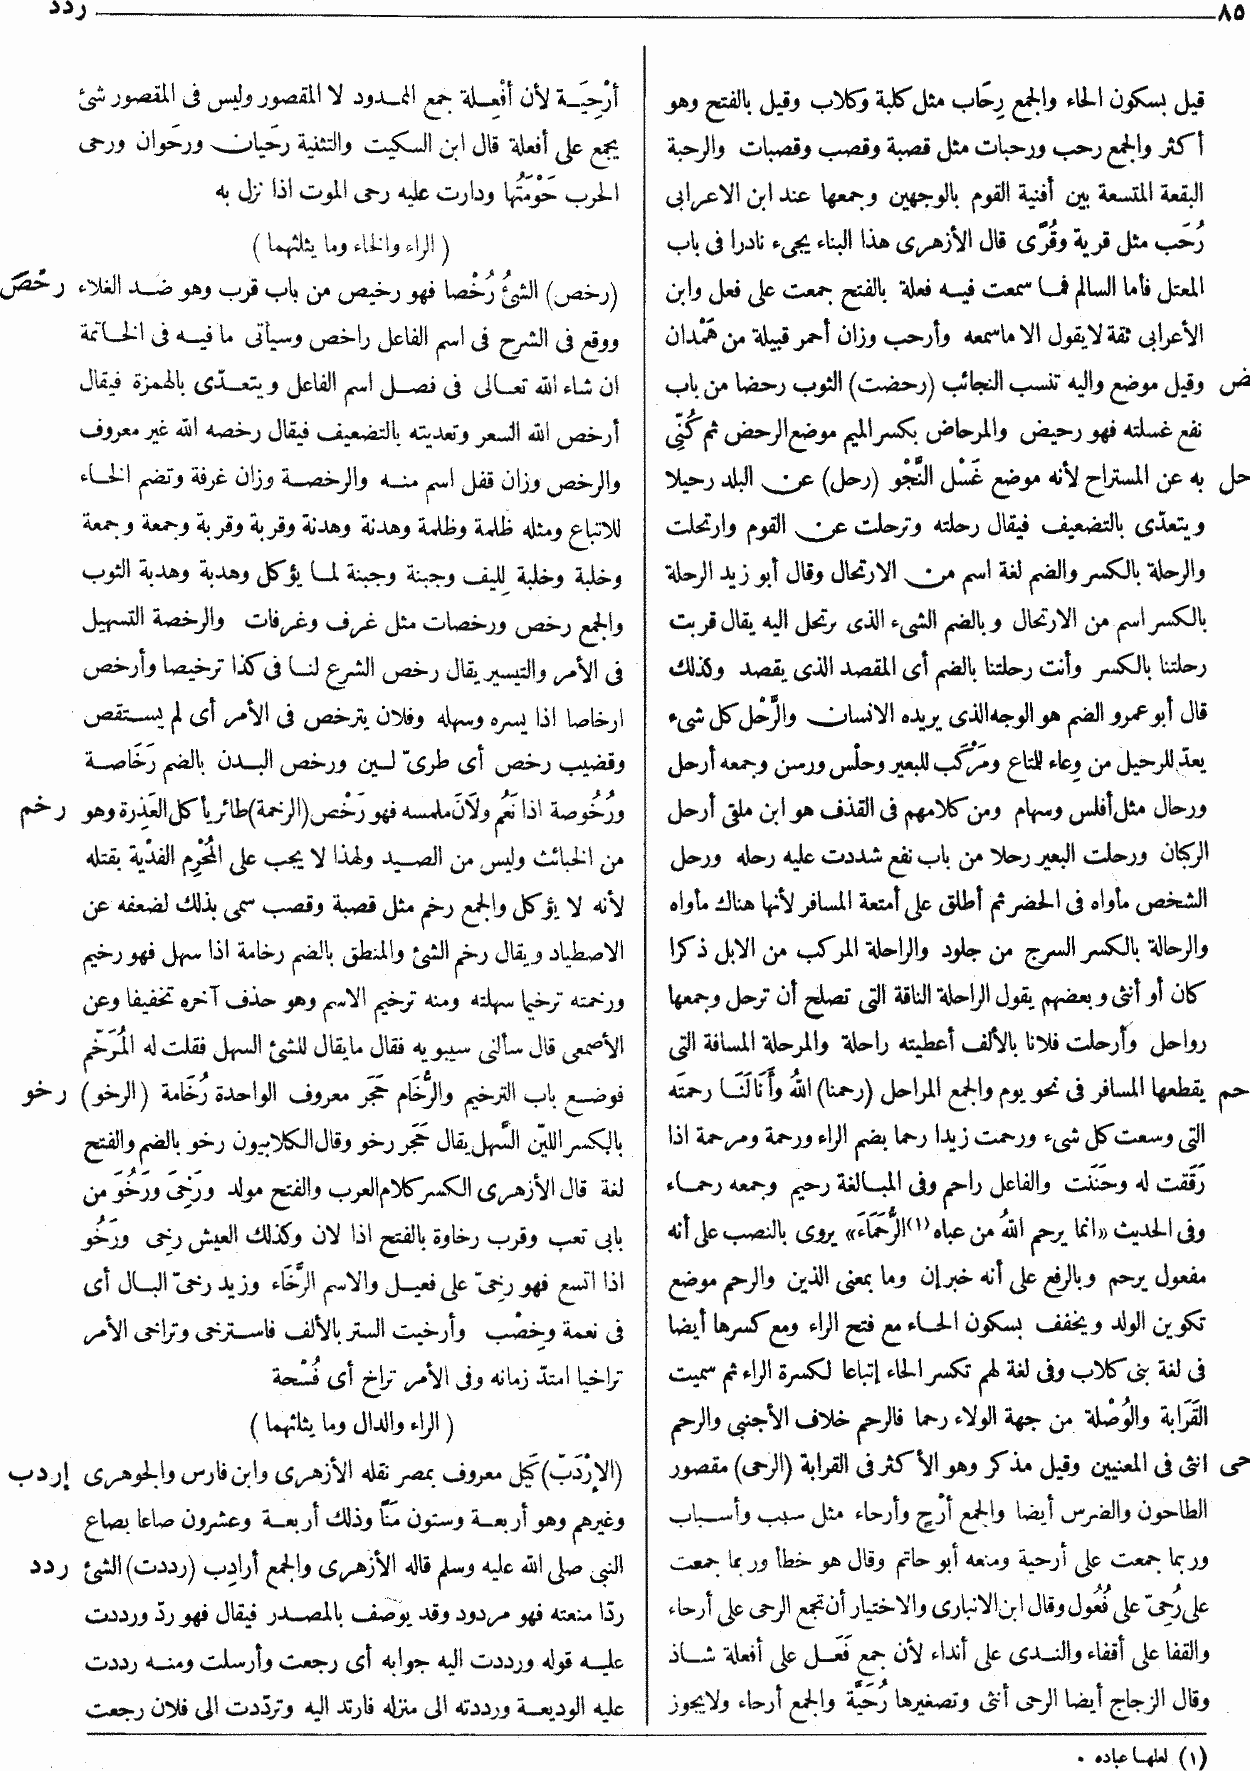 ٨٥
ردد
قيل بسكون الحاء والجمع رِحَاب مثل كلبة وكلاب وقيل بالفتح وهو
أكثر والجمع رحب ورحبات مثل قصبة وقصب وقصبات والرحبة
البقعة المتسعة بين أفنية القوم بالوجهين وجمعها عند ابن الاعرابى
رُحَب مثل قرية وقُرًى قال الأزهرى هذا البناء يجىء نادرا فى باب
المعتل فأما السالم فما سمعت فيه فعلة بالفتح جمعت على فعل وابن
الأعرابى ثقة لايقول الا ماسمعه وأرحب وزان أحمر قبيلة من هَمْدان
ض وقيل موضع واليه تنسب النجائب (رحضت) الثوب رحضا من باب
نفع غسلته فهو رحيض والمرحاض بكسر الميم موضع الرحض ثم كُنِّى
حل به عن المستراح لأنه موضع غَسْل النَّجْو (رحل) عن البلد رحيلا
ويتعدّى بالتضعيف فيقال رحلته وترحلت عن القوم وارتحلت
والرحلة بالكسر والضم لغة اسم من الارتحال وقال أبو زيد الرحلة
بالكسر اسم من الارتحال وبالضم الشىء الذى يرتحل اليه يقال قربت
رحلتنا بالكسر وأنت رحلتنا بالضم أى المقصد الذى يقصد وكذلك
قال أبو عمرو الضم هو الوجه الذى يريده الانسان والرَّحْل كل شىء
يعدّ للرحيل من وِعاء للمتاع ومَرْكَب للبعير وحلْس ورسن وجمعه أرحل
ورحال مثل أفلس وسهام ومن كلامهم فى القذف هو ابن ملقى أرحل
الركبان ورحلت البعير رحلا من باب نفع شددت عليه رحله ورحل
الشخص مأواه فى الحضر ثم أطلق على أمتعة المسافر لأنها هناك مأواه
والرحالة بالكسر السرج من جلود والراحلة المركب من الابل ذكرا
كان أو أنثى وبعضهم يقول الراحلة الناقة التى تصلح أن ترحل وجمعها
رواحل وأرحلت فلانا بالألف أعطيته راحلة والمرحلة المسافة التى
حم يقطعها المسافر فى نحو يوم والجمع المراحل (رحمنا) اللهُ وأَنَالَنَا رحمتَه
التى وسعت كل شىء ورحمت زيدا رحما بضم الراء ورحمة ومرحمة اذا
رَقَقت له وحَنَنت والفاعل راحم وفى المبالغة رحيم وجمعه رحماء
وفى الحديث «انما يرحم اللهُ من عباه(١) الرُّحَمَاءَ» يروى بالنصب على أنه
مفعول يرحم وبالرفع على أنه خبر إن وما بمعنى الذين والرحم موضع
تكوين الولد ويخفف بسكون الحاء مع فتح الراء ومع كسرها أيضا
فى لغة بنى كلاب وفى لغة لهم تكسر الحاء إتباعا لكسرة الراء ثم سميت
القَرَابة والوُصْلة من جهة الولاء رحما فالرحم خلاف الأجنبى والرحم
حى انثى فى المعنيين وقيل مذكر وهو الأكثر فى القرابة (الرحى) مقصور
الطاحون والضرس أيضا والجمع أرْحٍ وأرحاء مثل سبب وأسباب
وربما جمعت على أرحية ومنعه أبو حاتم وقال هو خطأ وربما جمعت
على رُحِىّ على فُعُول وقال ابن الانبارى والاختيار أن تجمع الرحى على أرحاء
والقفا على أقفاء والندى على أنداء لأن جمع فَعَل على أفعلة شاذ
وقال الزجاج أيضا الرحى أنثى وتصغيرها رُحَيَّة والجمع أرحاء ولايجوز
أرْحِيَة لأن أفْعِلة جمع الممدود لا المقصور وليس فى المقصور شئ
يجمع على أفعلة قال ابن السكيت والتثنية رحَيان ورحَوان ورحى
الحرب حَوْمَتُها ودارت عليه رحى الموت اذا نزل به
( الراء والخاء وما يثلثهما )
(رخص) الشئُ رُخْصا فهو رخيص من باب قرب وهو ضد الغلاء رخص
ووقع فى الشرح فى اسم الفاعل راخص وسيأتى ما فيه فى الخاتمة
ان شاء الله تعالى فى فصل اسم الفاعل ويتعدّى بالهمزة فيقال
أرخص الله السعر وتعديته بالتضعيف فيقال رخصه الله غير معروف
والرخص وزان قفل اسم منه والرخصة وزان غرفة وتضم الخاء
للاتباع ومثله ظلمة وظلمة وهدنة وهدنة وقربة وقربة وجمعة وجمعة
وخلبة وخلبة لِليف وجبنة وجبنة لما يؤكل وهدبة وهدبة الثوب
والجمع رخص ورخصات مثل غرف وغرفات والرخصة التسهيل
فى الأمر والتيسير يقال رخص الشرع لنا فى كذا ترخيصا وأرخص
ارخاصا اذا يسره وسهله وفلان يترخص فى الأمر أى لم يستقص
وقضيب رخص أى طرىّ لين ورخص البدن بالضم رَخَاصة
ورُخُوصة اذا نَعُم ولَانَ ملمسه فهو رَخْص (الرخمة) طائر يأكل العَذِرة وهو رخم
من الخبائث وليس من الصيد ولهذا لا يجب على المُحْرِم الفدْية بقتله
لأنه لا يؤكل والجمع رخم مثل قصبة وقصب سمى بذلك لضعفه عن
الاصطياد ويقال رخم الشئ والمنطق بالضم رخامة اذا سهل فهو رخيم
ورخمته ترخيما سهلته ومنه ترخيم الاسم وهو حذف آخره تخفيفا وعن
الأصمعى قال سألنى سيبويه فقال مايقال للشئ السهل فقلت له المُرَخّم
فوضع باب الترخيم والرُّخَام حَجَر معروف الواحدة رُخَامة (الرخو) رخو
بالكسر الليّن السَّهل يقال حَجَر رخو وقال الكلابيون رخو بالضم والفتح
لغة قال الأزهرى الكسر كلام العرب والفتح مولد ورَخِىَ ورَخُوَ من
بابى تعب وقرب رخاوة بالفتح اذا لان وكذلك العيش رخِى ورَخُو
اذا اتسع فهو رخِىّ على فعيل والاسم الرَّخَاء وزيد رخىّ البال أى
فى نعمة وخِصْب وأرخيت الستر بالألف فاسترخى وتراخى الأمر
تراخيا امتدّ زمانه وفى الأمر تراخ أى فُسْحة
( الراء والدال وما يثلثهما )
(الإرْدَبّ) كَيل معروف بمصر نقله الأزهرى وابن فارس والجوهرى إردب
وغيرهم وهو أربعة وستون مَنًّا وذلك أربعة وعشرون صاعا بصاع
النبى صلى الله عليه وسلم قاله الأزهرى والجمع أرادِب (رددت) الشئ ردد
ردّا منعته فهو مردود وقد يوصف بالمصدر فيقال فهو ردّ ورددت
عليه قوله ورددت اليه جوابه أى رجعت وأرسلت ومنه رددت
عليه الوديعة ورددته الى منزله فارتد اليه وتردّدت الى فلان رجعت
(١) لعلها عباده .